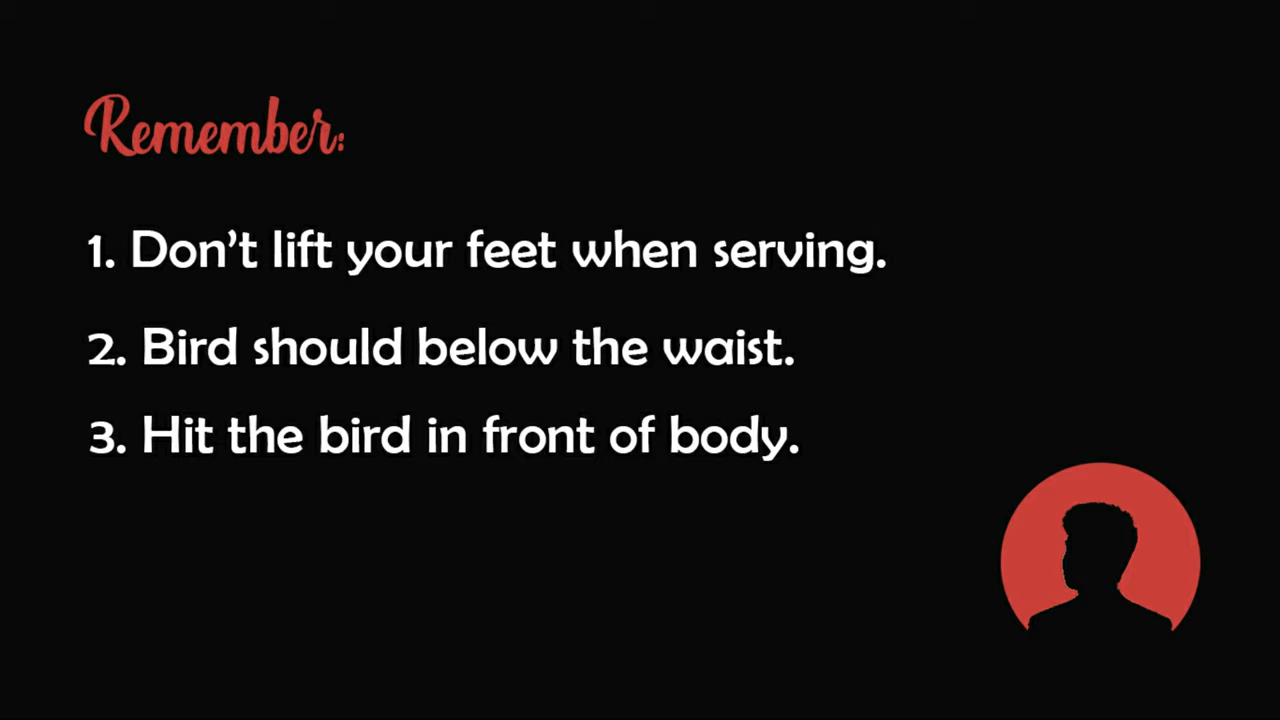 Remember:
1. Don't lift your feet when serving.
2. Bird should below the waist.
3. Hit the bird in front of body.